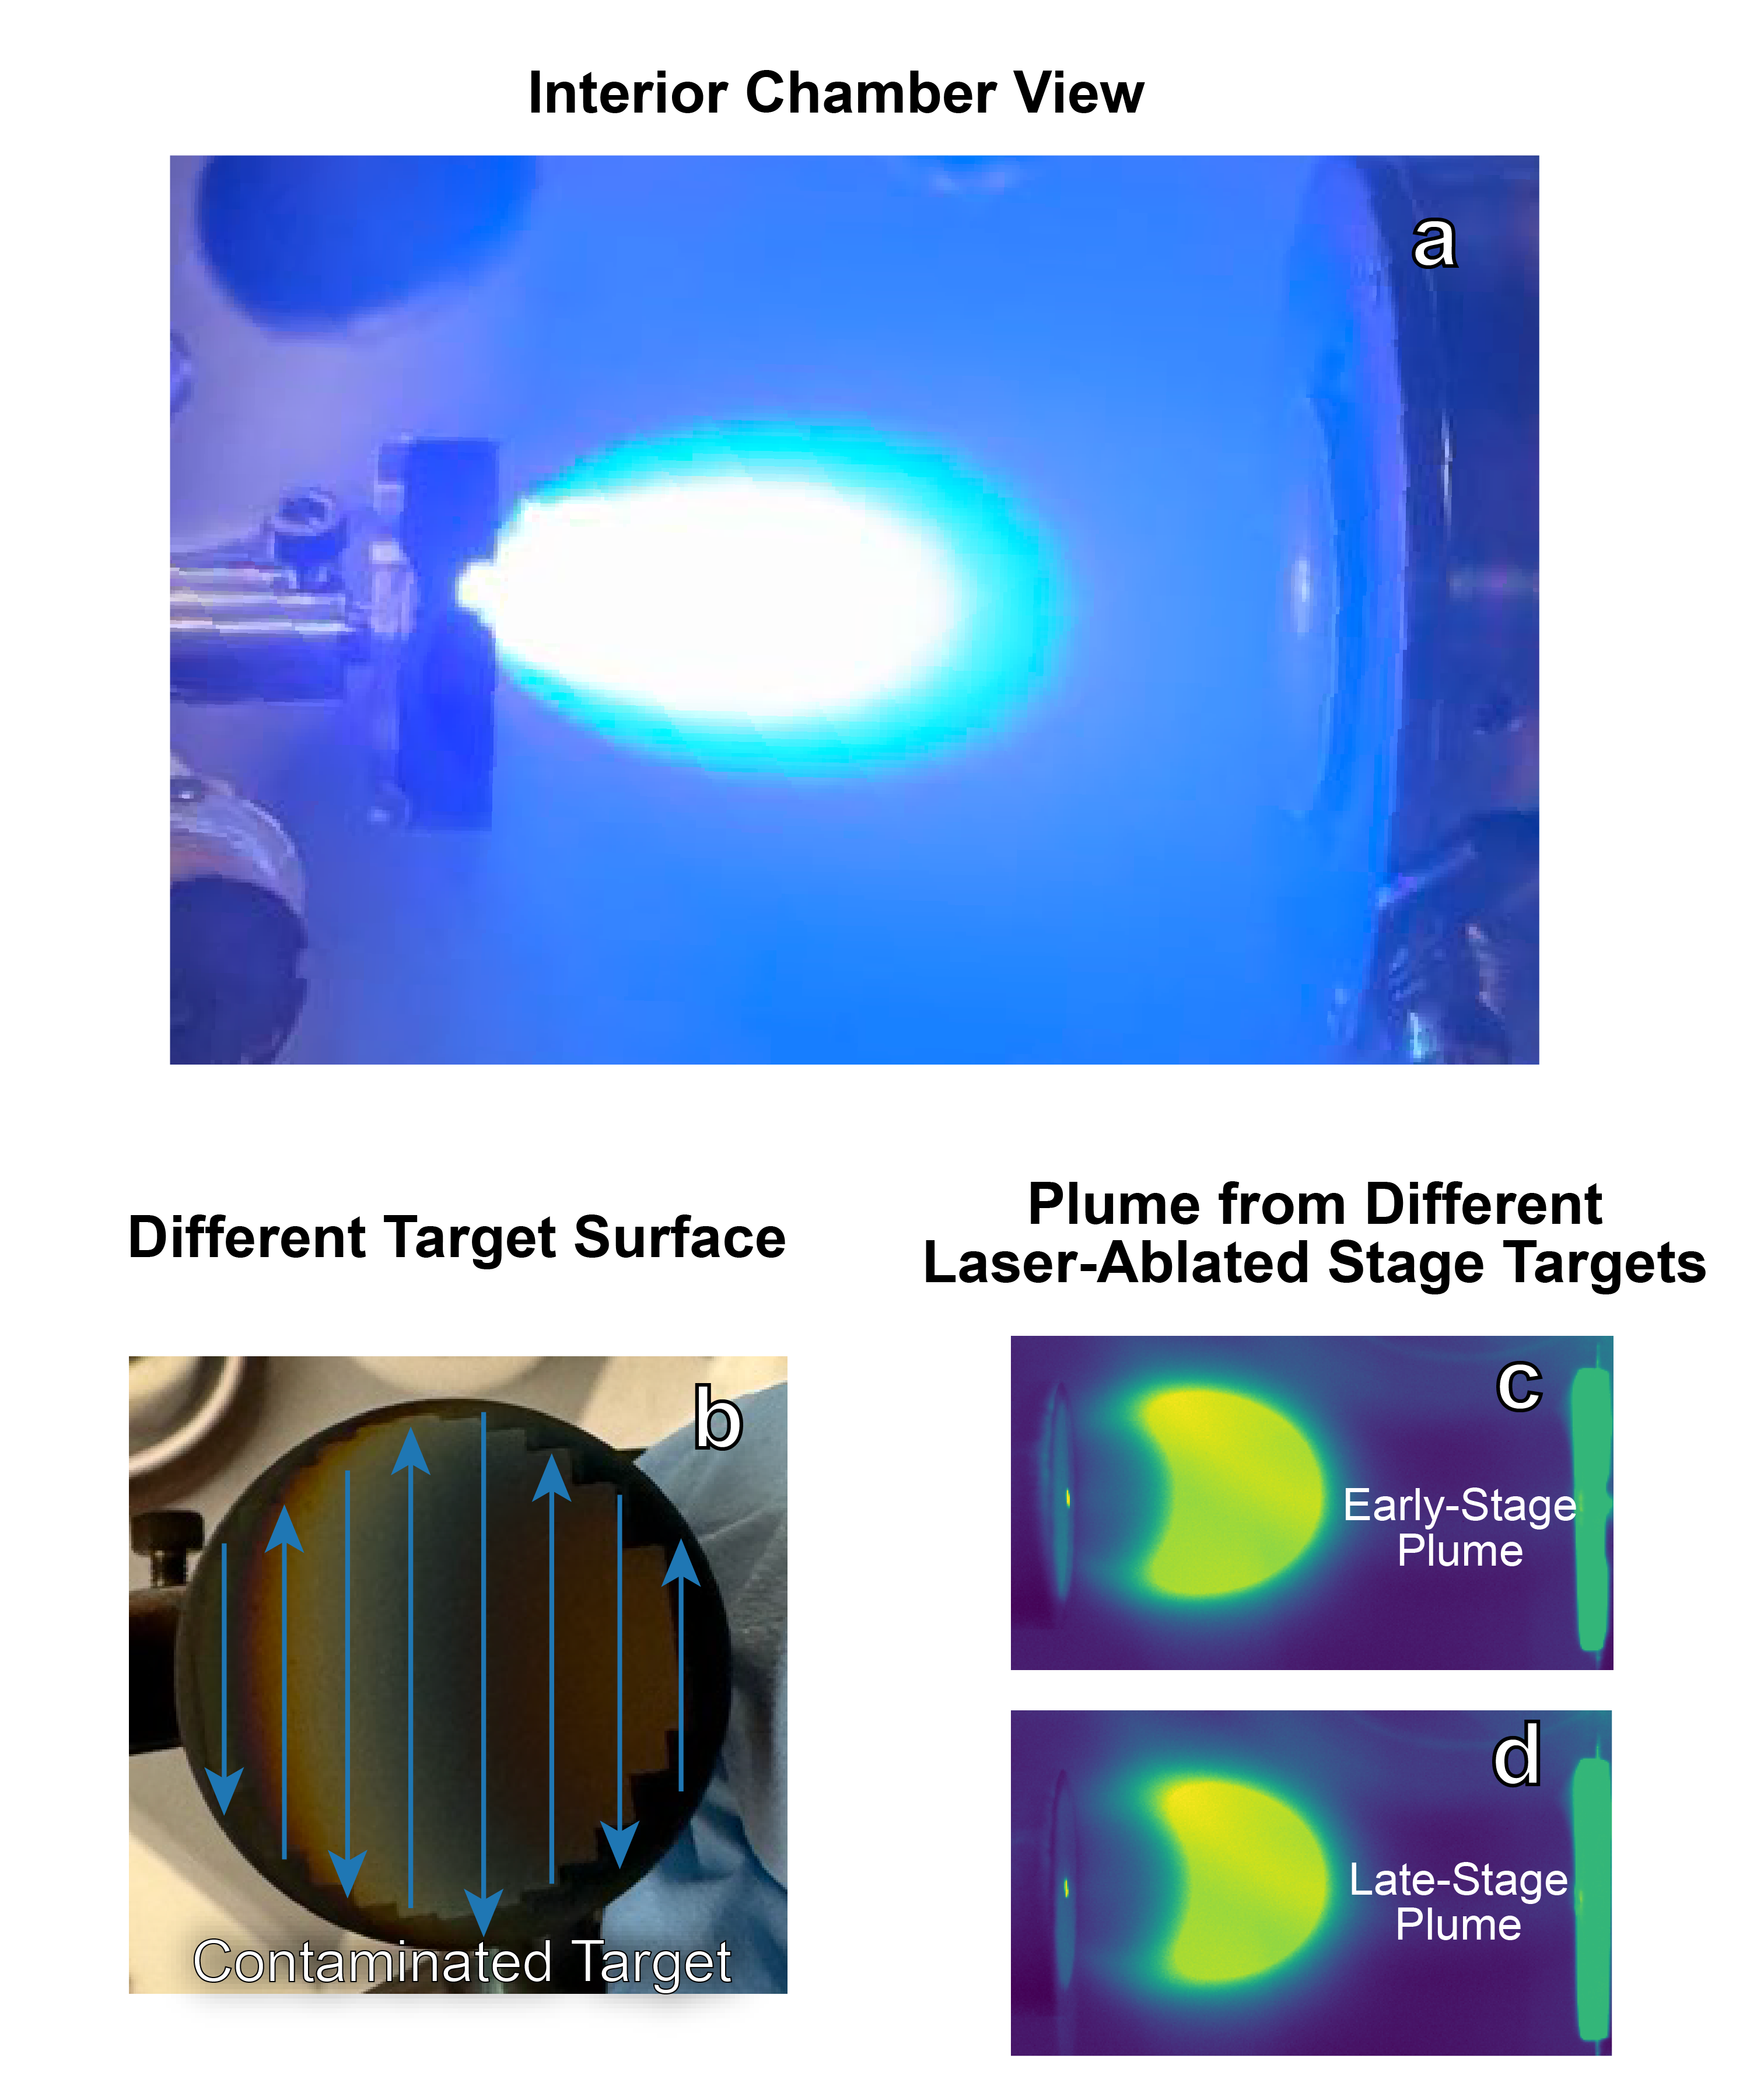 Interior Chamber View
a
Different Target Surface
Plume from Different
Laser-Ablated Stage Targets
b
Contaminated Target
c
Early-Stage
Plume
d
Late-Stage
Plume